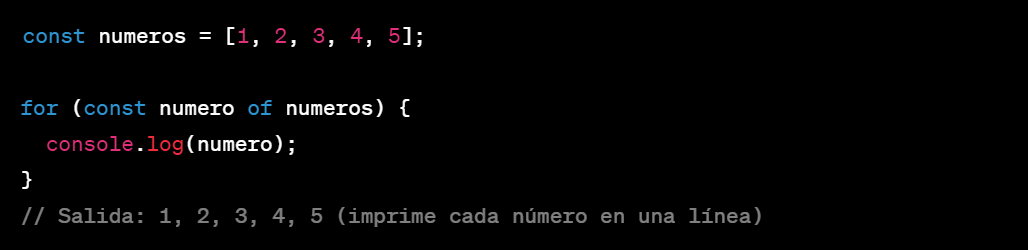 const numeros = [1, 2, 3, 4, 5];
for (const numero of numeros) {
  console.log(numero);
}
// Salida: 1, 2, 3, 4, 5 (imprime cada número en una línea)